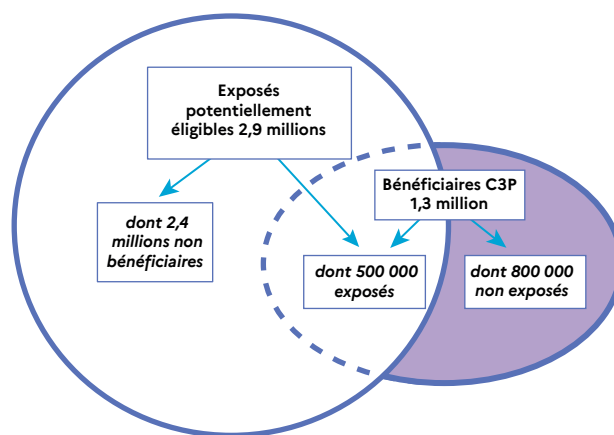 Exposés
potentiellement
éligibles 2,9 millions
Bénéficiaires C3P
1,3 million
dont 2,4
millions non
bénéficiaires
dont 500 000
exposés
dont 800 000
non exposés